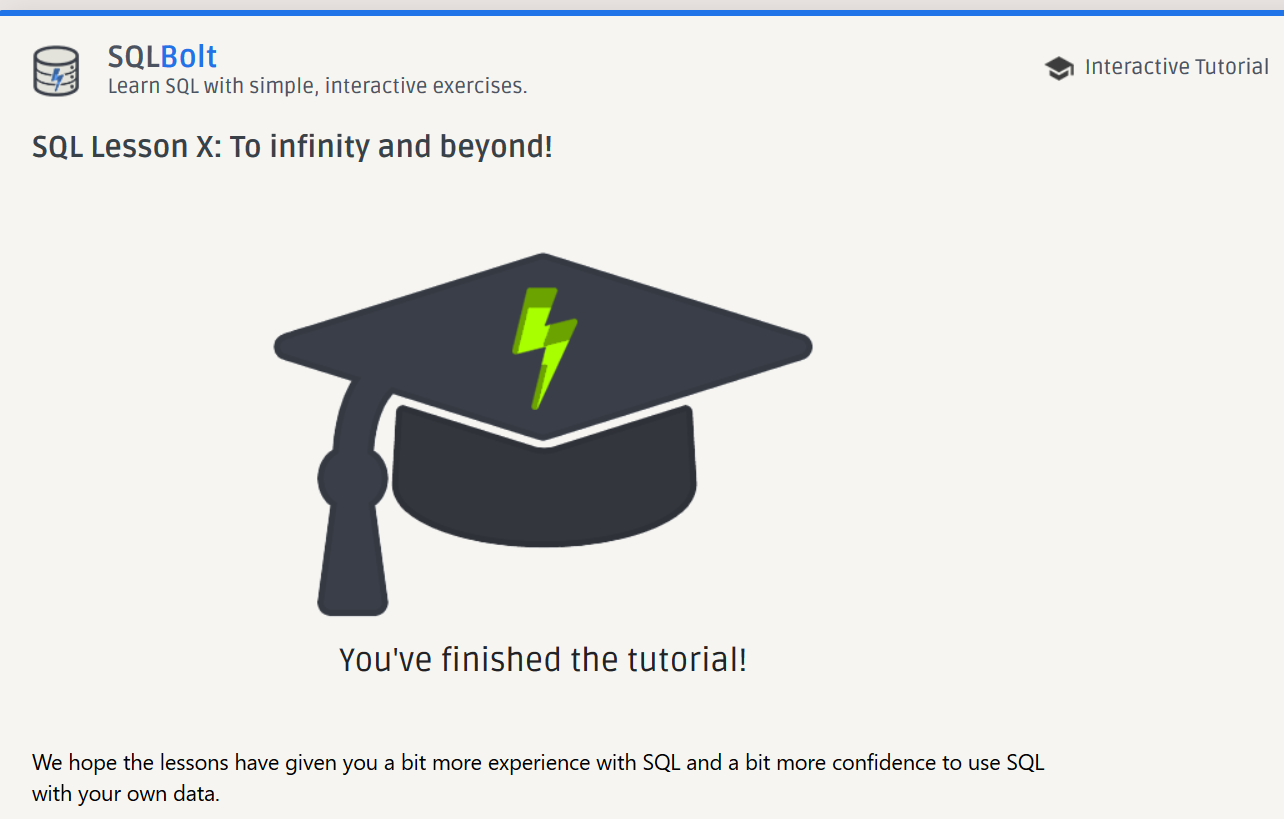 SQLBolt
Learn SQL with simple, interactive exercises.
Interactive Tutorial
SQL Lesson X: To infinity and beyond!
You've finished the tutorial!
We hope the lessons have given you a bit more experience with SQL and a bit more confidence to use SQL
with your own data.